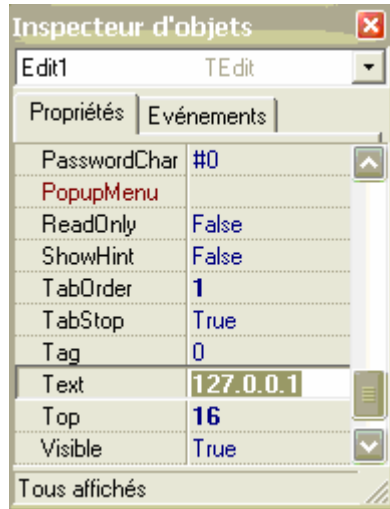 Inspecteur d'objets
Edit1 TEdit
Propriétés Evénements
PasswordChar #0
PopupMenu
ReadOnly False
ShowHint False
TabOrder 1
TabStop True
Tag 0
Text 127.0.0.1
Top 16
Visible True
Tous affichés